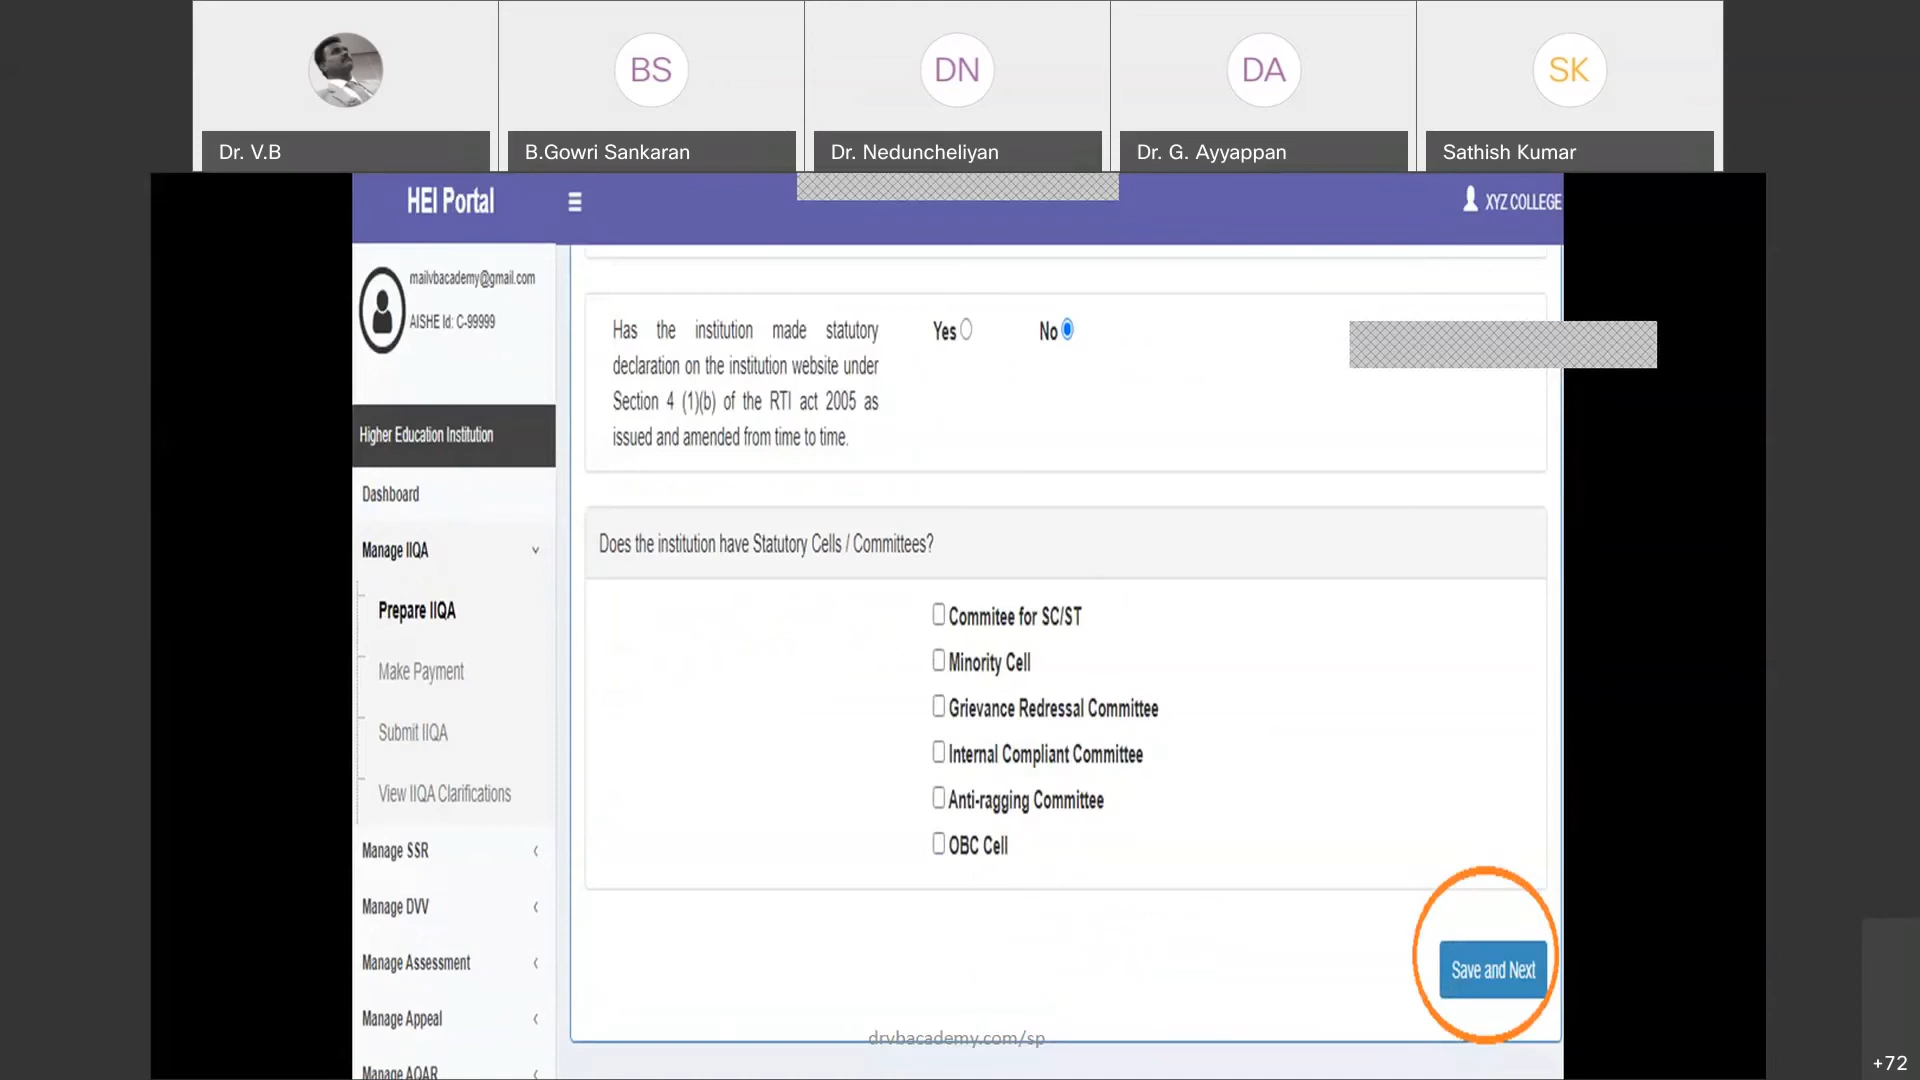 BS
DN
DA
SK
Dr. V.B
B.Gowri Sankaran
Dr. Neduncheliyan
Dr. G. Ayyappan
Sathish Kumar
HEI Portal
XYZ COLLEGE
mailvbacademy@gmail.com
AISHE Id: C-99999
Higher Education Institution
Dashboard
Manage IIQA
Prepare IIQA
Make Payment
Submit IIQA
View IIQA Clarifications
Manage SSR
Manage DVV
Manage Assessment
Manage Appeal
Manage AQAR
Has the institution made statutory
declaration on the institution website under
Section 4 (1)(b) of the RTI act 2005 as
issued and amended from time to time.
Yes
No
Does the institution have Statutory Cells / Committees?
Commitee for SC/ST
Minority Cell
Grievance Redressal Committee
Internal Compliant Committee
Anti-ragging Committee
OBC Cell
Save and Next
drvbacademy.com/sp
+72